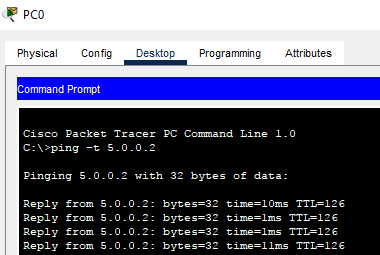 PC0
Physical Config Desktop Programming Attributes
Command Prompt
Cisco Packet Tracer PC Command Line 1.0
C:\>ping -t 5.0.0.2
Pinging 5.0.0.2 with 32 bytes of data:
Reply from 5.0.0.2: bytes=32 time=10ms TTL=126
Reply from 5.0.0.2: bytes=32 time=1ms TTL=126
Reply from 5.0.0.2: bytes=32 time=1ms TTL=126
Reply from 5.0.0.2: bytes=32 time=11ms TTL=126